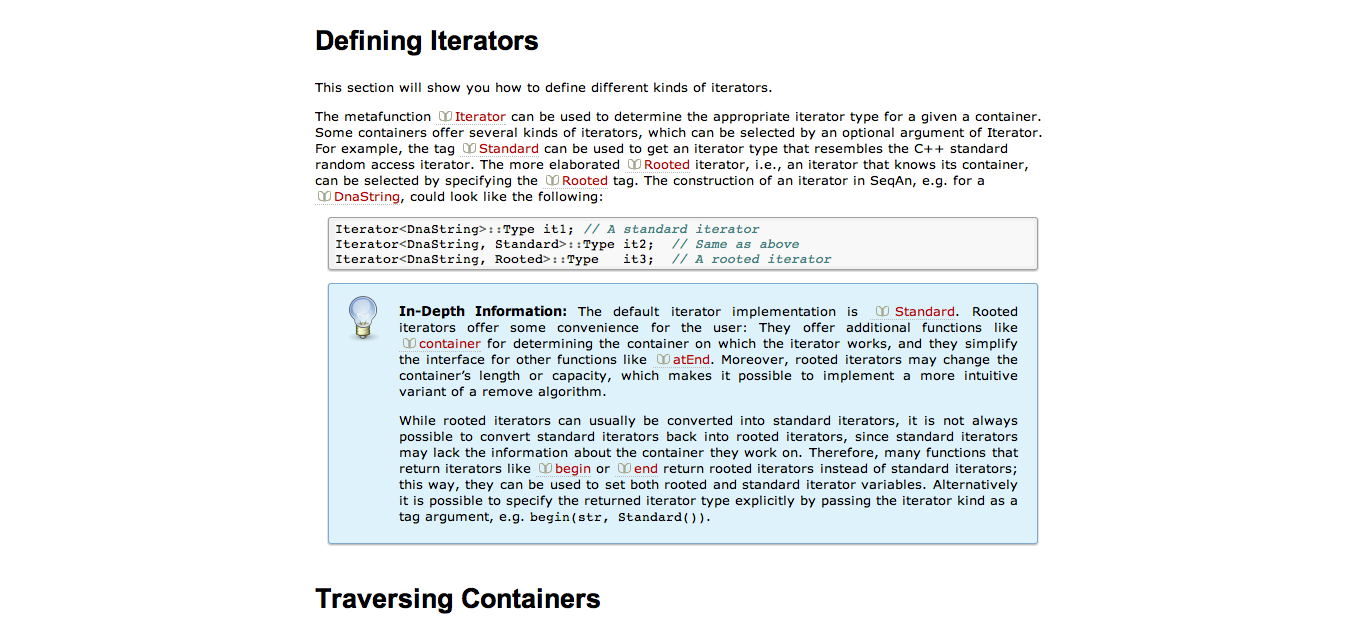 Defining Iterators
This section will show you how to define different kinds of iterators.
The metafunction Iterator can be used to determine the appropriate iterator type for a given a container.
Some containers offer several kinds of iterators, which can be selected by an optional argument of Iterator.
For example, the tag Standard can be used to get an iterator type that resembles the C++ standard
random access iterator. The more elaborated Rooted iterator, i.e., an iterator that knows its container,
can be selected by specifying the Rooted tag. The construction of an iterator in SeqAn, e.g. for a
DnaString, could look like the following:
Iterator<DnaString>::Type it1; // A standard iterator
Iterator<DnaString, Standard>::Type it2;  // Same as above
Iterator<DnaString, Rooted>::Type   it3;  // A rooted iterator
In-Depth Information: The default iterator implementation is Standard. Rooted
iterators offer some convenience for the user: They offer additional functions like
container for determining the container on which the iterator works, and they simplify
the interface for other functions like atEnd. Moreover, rooted iterators may change the
container’s length or capacity, which makes it possible to implement a more intuitive
variant of a remove algorithm.
While rooted iterators can usually be converted into standard iterators, it is not always
possible to convert standard iterators back into rooted iterators, since standard iterators
may lack the information about the container they work on. Therefore, many functions that
return iterators like begin or end return rooted iterators instead of standard iterators;
this way, they can be used to set both rooted and standard iterator variables. Alternatively
it is possible to specify the returned iterator type explicitly by passing the iterator kind as a
tag argument, e.g. begin(str, Standard()).
Traversing Containers